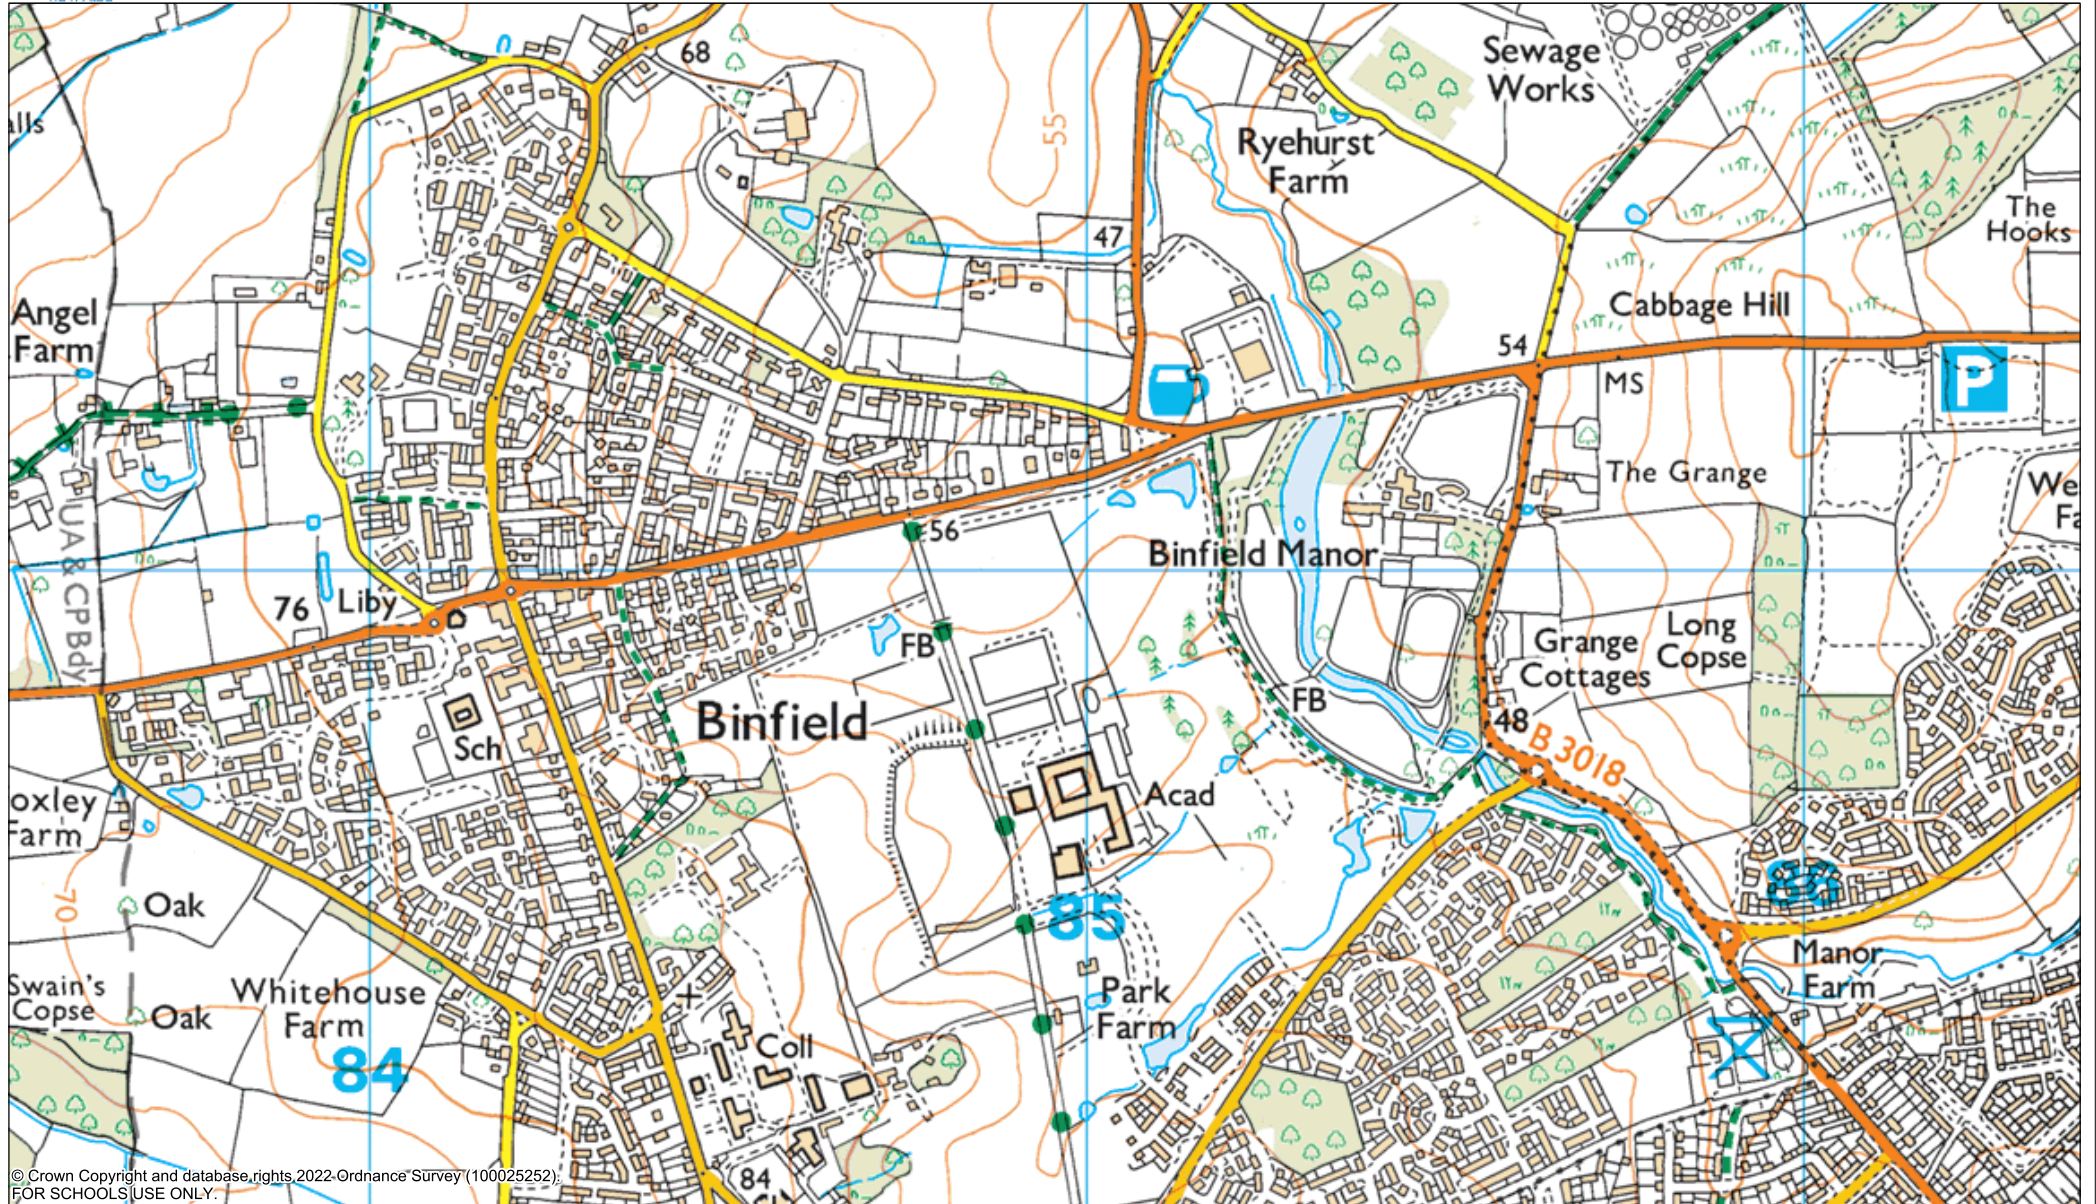 68
Sewage
Works
55
Ryehurst
Farm
The
Hooks
47
Angel
Farm
Cabbage Hill
54
MS
P
The Grange
56
Binfield Manor
UA & CP Bdy
76
Liby
FB
Grange
Cottages
Long
Copse
FB
Binfield
48
B 3018
Sch
Acad
oxley
Farm
Oak
70
85
Manor
Farm
Swain's
Copse
Oak
Whitehouse
Farm
Park
Farm
84
Coll
84
© Crown Copyright and database rights 2022 Ordnance Survey (100025252).
FOR SCHOOLS USE ONLY.